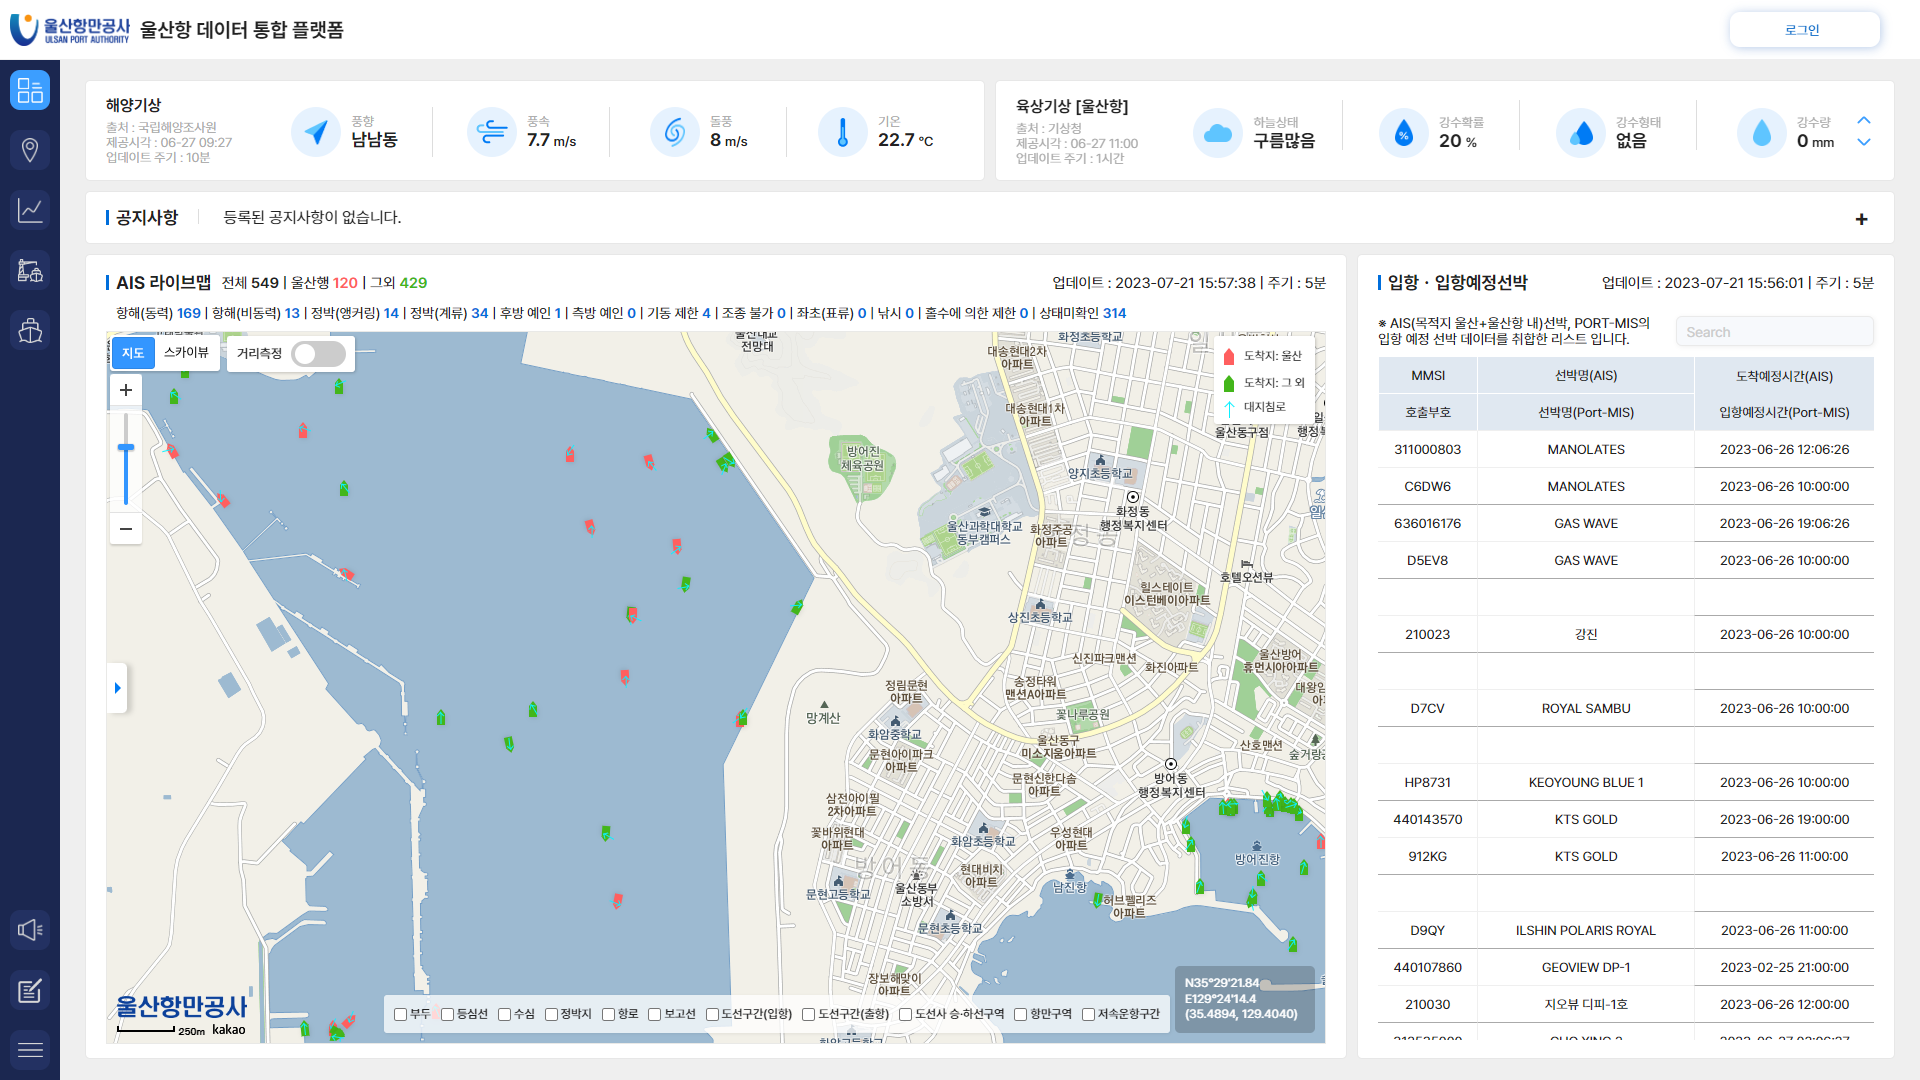 울산항만공사
ULSAN PORT AUTHORITY
울산항 데이터 통합 플랫폼
로그인
해양기상
출처 : 국립해양조사원
제공시각 : 06-27 09:27
업데이트 주기 : 10분
풍향
남남동
풍속
7.7 m/s
돌풍
8 m/s
기온
22.7 ℃
육상기상 [울산항]
출처 : 기상청
제공시각 : 06-27 11:00
업데이트 주기 : 1시간
하늘상태
구름많음
강수확률
20 %
강수형태
없음
강수량
0 mm
공지사항
등록된 공지사항이 없습니다.
+
AIS 라이브맵 전체 549 | 울산행 120 | 그외 429
업데이트 : 2023-07-21 15:57:38 | 주기 : 5분
항해(동력) 169 | 항해(비동력) 13 | 정박(앵커링) 14 | 정박(계류) 34 | 후방 예인 1 | 측방 예인 0 | 기동 제한 4 | 조종 불가 0 | 좌초(표류) 0 | 낚시 0 | 흘수에 의한 제한 0 | 상태미확인 314
지도
스카이뷰
거리측정
+
−
도착지: 울산
도착지: 그 외
대지침로
울산대교
전망대
화정초등학교
대송현대2차
아파트
대송현대1차
아파트
울산동구점
방어진
체육공원
양지초등학교
화정동
행정복지센터
울산과학대학교
동부캠퍼스
화정주공
아파트
호텔오션뷰
힐스테이트
이스턴베이아파트
상진초등학교
신진파크맨션
화진아파트
울산방어
휴먼시아아파트
송정타워
맨션A아파트
정림문현
아파트
망계산
꽃나루공원
화암중학교
울산동구
미소지움아파트
산호맨션
문현아이파크
아파트
문현신한다솜
아파트
방어동
행정복지센터
삼전아이필
2차아파트
꽃바위현대
아파트
화암초등학교
우성현대
아파트
방어진항
방어동
현대비치
아파트
문현고등학교
울산동부
소방서
남진항
허브펠리즈
아파트
문현초등학교
장보해맞이
아파트
N35°29'21.84
E129°24'14.4
(35.4894, 129.4040)
울산항만공사
250m kakao
부두
등심선
수심
정박지
항로
보고선
도선구간(입항)
도선구간(출항)
도선사 승·하선구역
항만구역
저속운항구간
입항 · 입항예정선박
업데이트 : 2023-07-21 15:56:01 | 주기 : 5분
※ AIS(목적지 울산+울산항 내)선박, PORT-MIS의
입항 예정 선박 데이터를 취합한 리스트 입니다.
Search
MMSI 선박명(AIS) 도착예정시간(AIS)
호출부호 선박명(Port-MIS) 입항예정시간(Port-MIS)
311000803 MANOLATES 2023-06-26 12:06:26
C6DW6 MANOLATES 2023-06-26 10:00:00
636016176 GAS WAVE 2023-06-26 19:06:26
D5EV8 GAS WAVE 2023-06-26 10:00:00
210023 강진 2023-06-26 10:00:00
D7CV ROYAL SAMBU 2023-06-26 10:00:00
HP8731 KEOYOUNG BLUE 1 2023-06-26 10:00:00
440143570 KTS GOLD 2023-06-26 19:00:00
912KG KTS GOLD 2023-06-26 11:00:00
D9QY ILSHIN POLARIS ROYAL 2023-06-26 11:00:00
440107860 GEOVIEW DP-1 2023-02-25 21:00:00
210030 지오뷰 디피-1호 2023-06-26 12:00:00